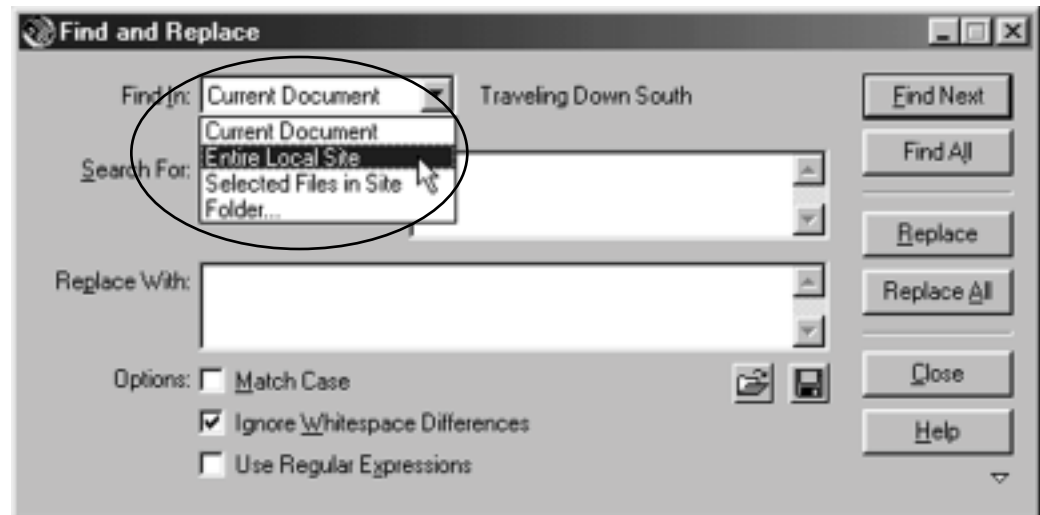 Find and Replace
Find In: Current Document Traveling Down South Find Next
Current Document
Entire Local Site
Selected Files in Site
Folder...
Search For:
Find All
Replace
Replace With:
Replace All
Options: Match Case
Ignore Whitespace Differences
Use Regular Expressions
Close
Help